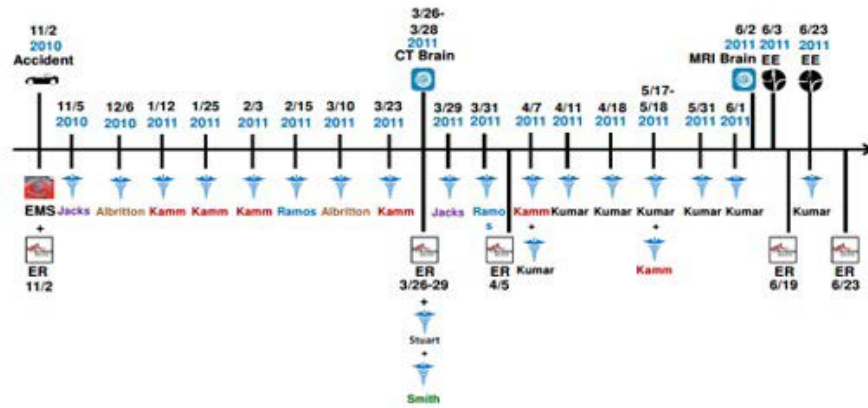 11/2
2010
Accident
3/26-
3/28
2011
CT Brain
6/2
2011
MRI Brain
6/3
2011
EE
6/23
2011
EE
11/5
2010
12/6
2010
1/12
2011
1/25
2011
2/3
2011
2/15
2011
3/10
2011
3/23
2011
3/29
2011
3/31
2011
4/7
2011
4/11
2011
4/18
2011
5/17-
5/18
2011
5/31
2011
6/1
2011
EMS
+
ER
11/2
Jacks
Albritton
Kamm
Kamm
Kamm
Ramos
Albritton
Kamm
ER
3/26-29
+
Stuart
+
Smith
Jacks
Ramo
s
ER
4/5
Kamm
+
Kumar
Kumar
Kumar
Kumar
+
Kamm
Kumar
Kumar
ER
6/19
Kumar
ER
6/23